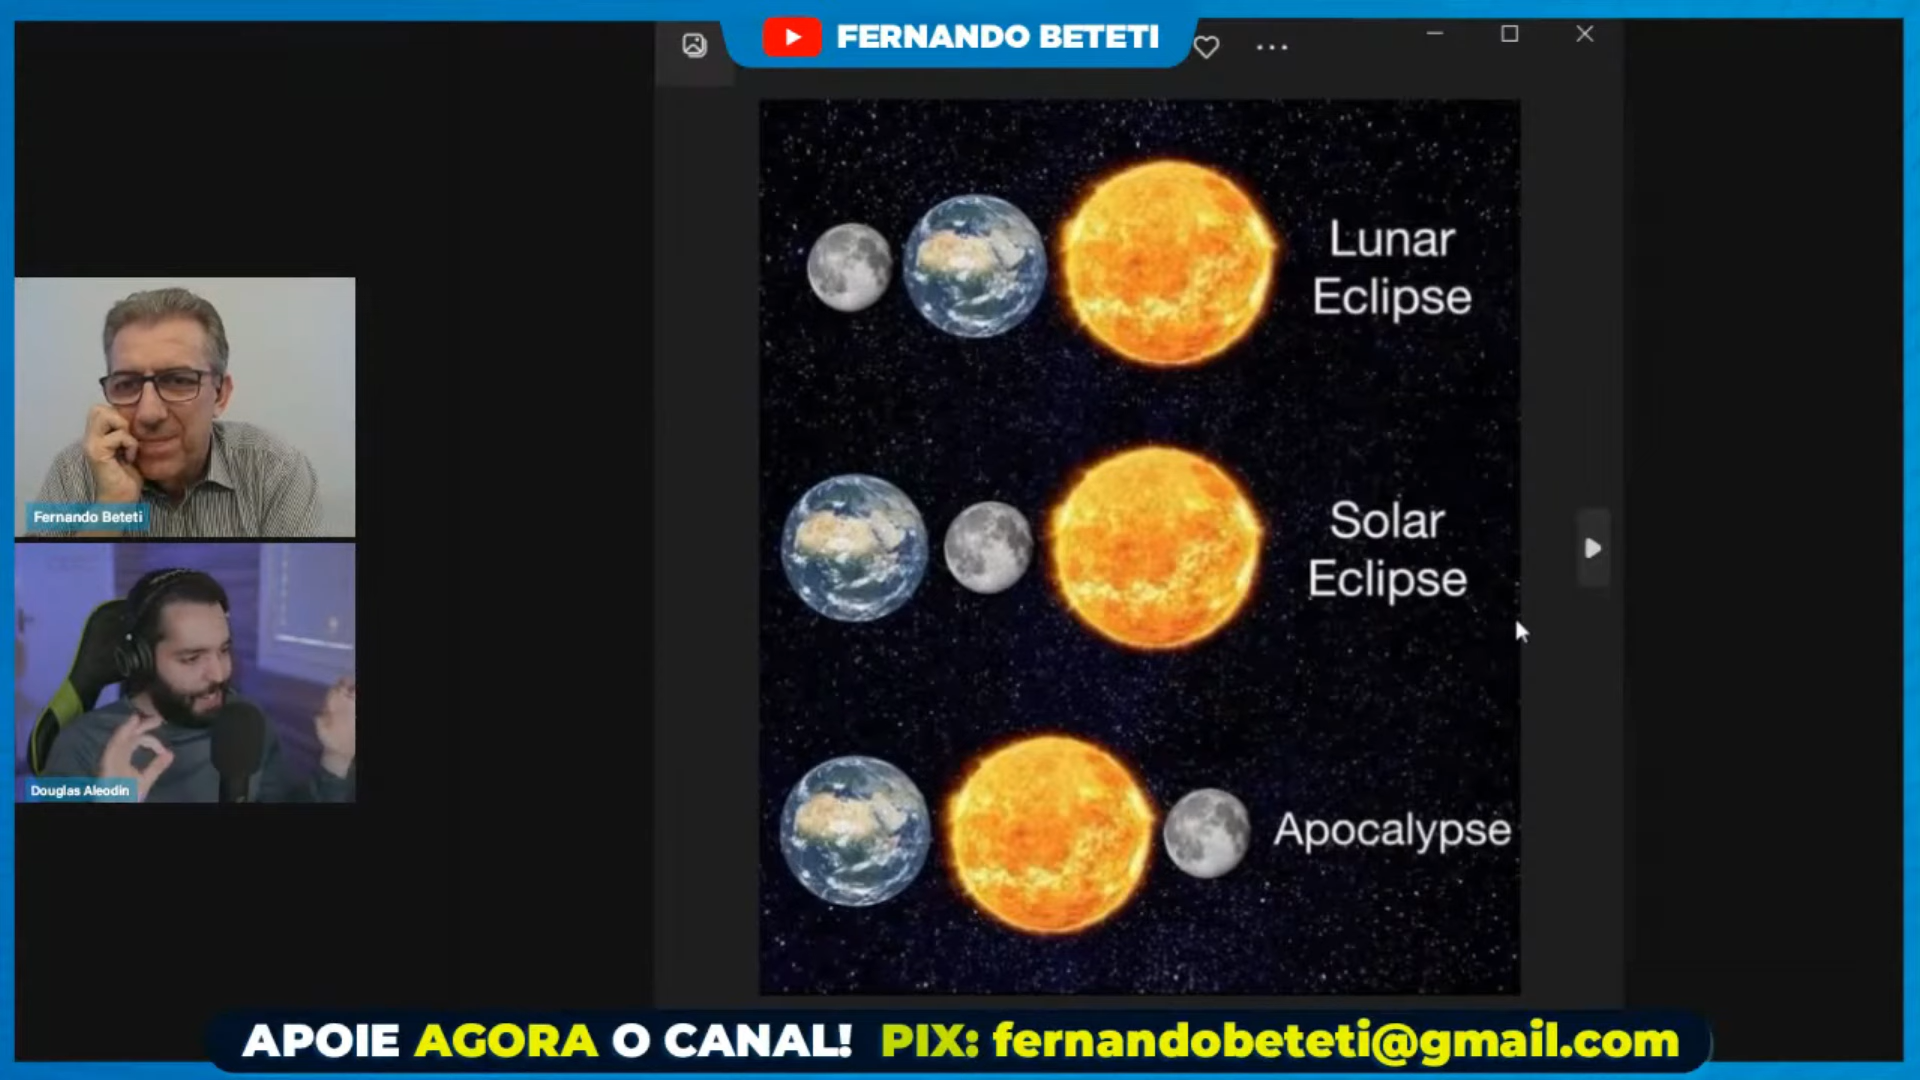 FERNANDO BETETI
Lunar
Eclipse
Solar
Eclipse
Apocalypse
Fernando Beteti
Douglas Aleodin
APOIE AGORA O CANAL! PIX: fernandobeteti@gmail.com